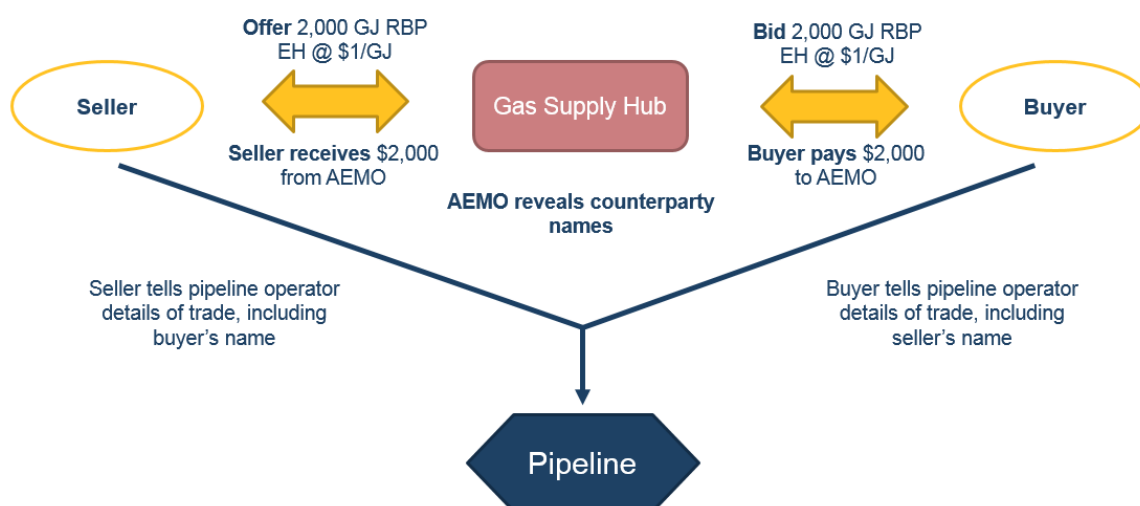 Offer 2,000 GJ RBP
EH @ $1/GJ
Bid 2,000 GJ RBP
EH @ $1/GJ
Seller
Gas Supply Hub
Buyer
Seller receives $2,000
from AEMO
Buyer pays $2,000
to AEMO
AEMO reveals counterparty
names
Seller tells pipeline operator
details of trade, including
buyer's name
Buyer tells pipeline operator
details of trade, including
seller's name
Pipeline